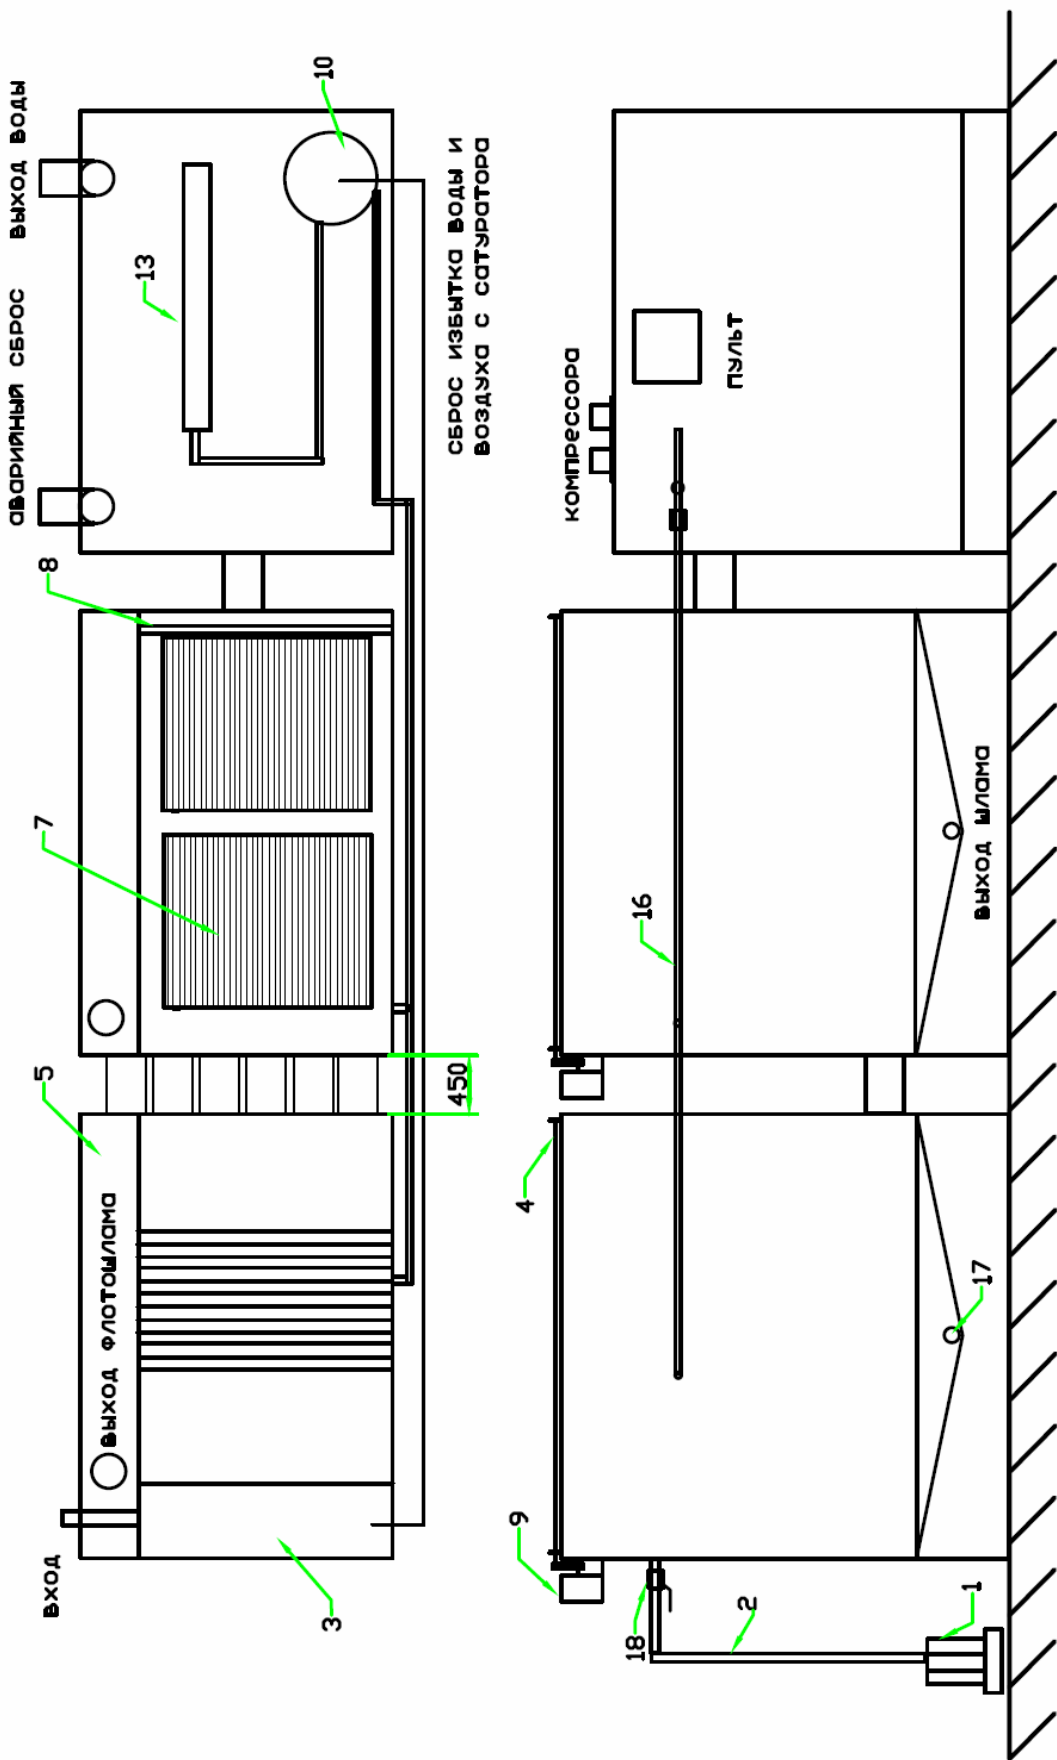 АВАРИЙНЫЙ СБРОС
ВЫХОД ВОДЫ
10
13
8
7
5
ВЫХОД ФЛОТОШЛАМА
ВХОД
3
450
СБРОС ИЗБЫТКА ВОДЫ И
ВОЗДУХА С САТУРАТОРА
КОМПРЕССОРА
ПУЛЬТ
16
4
9
18
2
1
17
ВЫХОД ШЛАМА